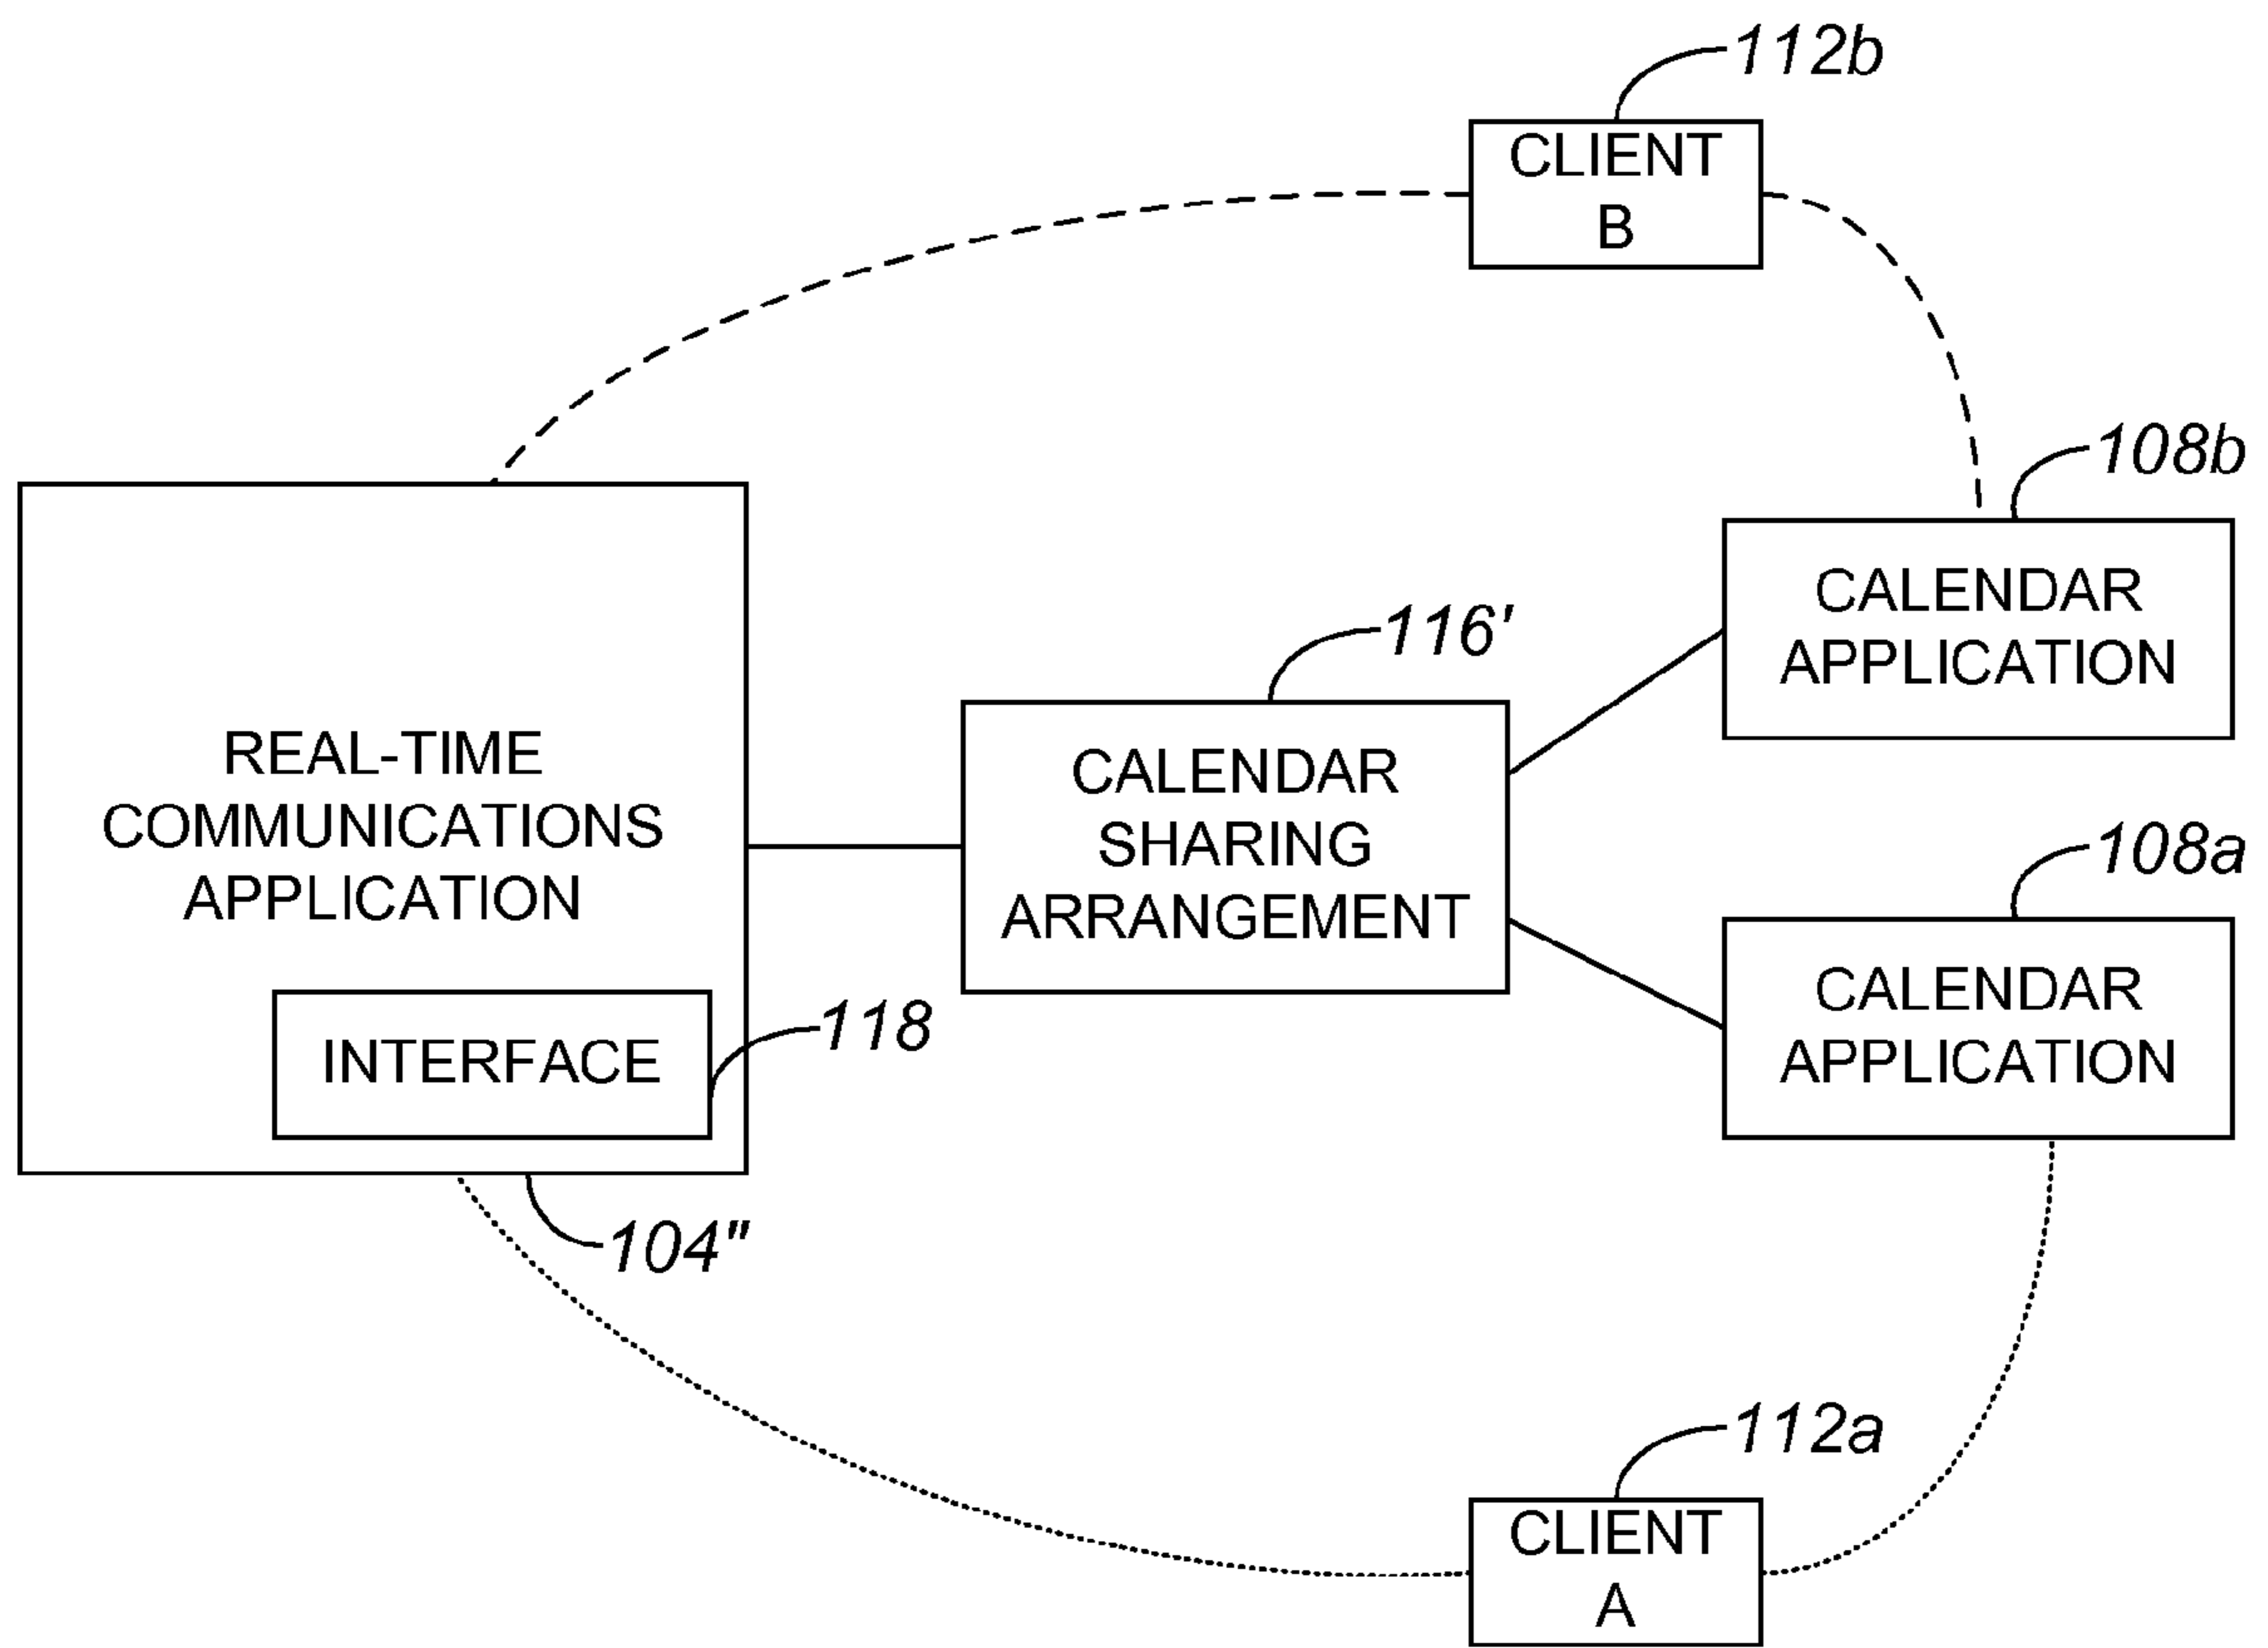 112b
CLIENT
B
108b
CALENDAR
APPLICATION
116'
REAL-TIME
COMMUNICATIONS
APPLICATION
CALENDAR
SHARING
ARRANGEMENT
108a
CALENDAR
APPLICATION
INTERFACE
118
104"
112a
CLIENT
A